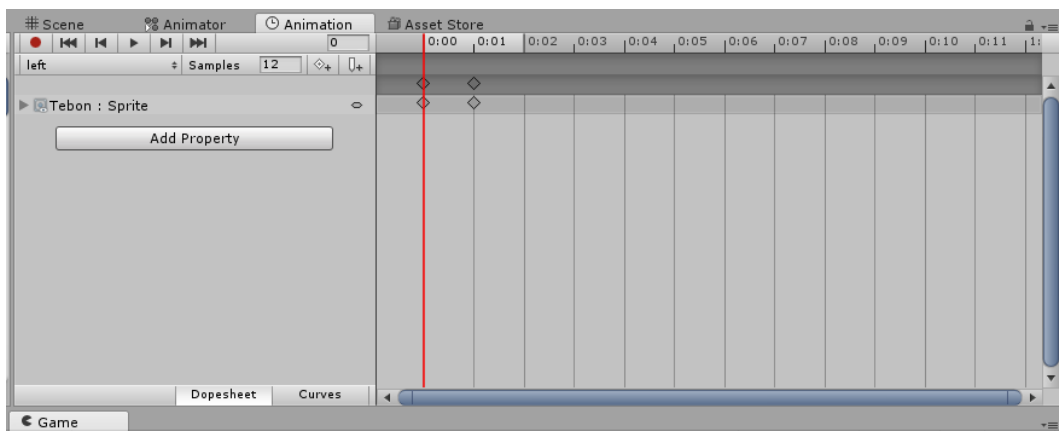 Scene Animator Animation Asset Store
0 0:00 0:01 0:02 0:03 0:04 0:05 0:06 0:07 0:08 0:09 0:10 0:11
left Samples 12
Tebon : Sprite
Add Property
Dopesheet Curves
Game